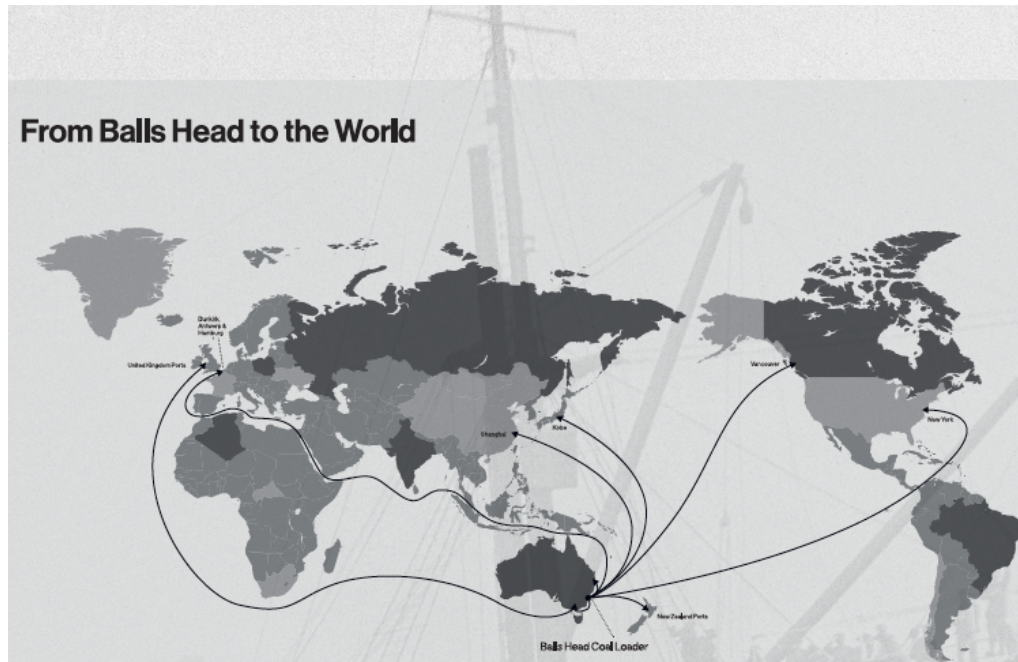 From Balls Head to the World
Dunkirk,
Antwerp &
Hamburg
United Kingdom Ports
Vancouver
New York
Kobe
Shanghai
New Zealand Ports
Balls Head Coal Loader